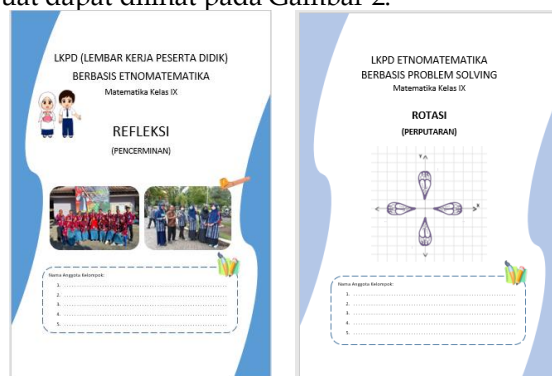 uat dapat dilihat pada Gambar 2.
LKPD (LEMBAR KERJA PESERTA DIDIK)
BERBASIS ETNOMATEMATIKA
Matematika Kelas IX
REFLEKSI
(PENCERMINAN)
Nama Anggota Kelompok:
1.
2.
3.
4.
5.
LKPD ETNOMATEMATIKA
BERBASIS PROBLEM SOLVING
Matematika Kelas IX
ROTASI
(PERPUTARAN)
Nama Anggota Kelompok:
1.
2.
3.
4.
5.